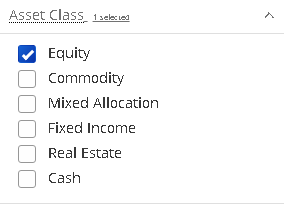 Asset Class 1 selected
Equity
Commodity
Mixed Allocation
Fixed Income
Real Estate
Cash